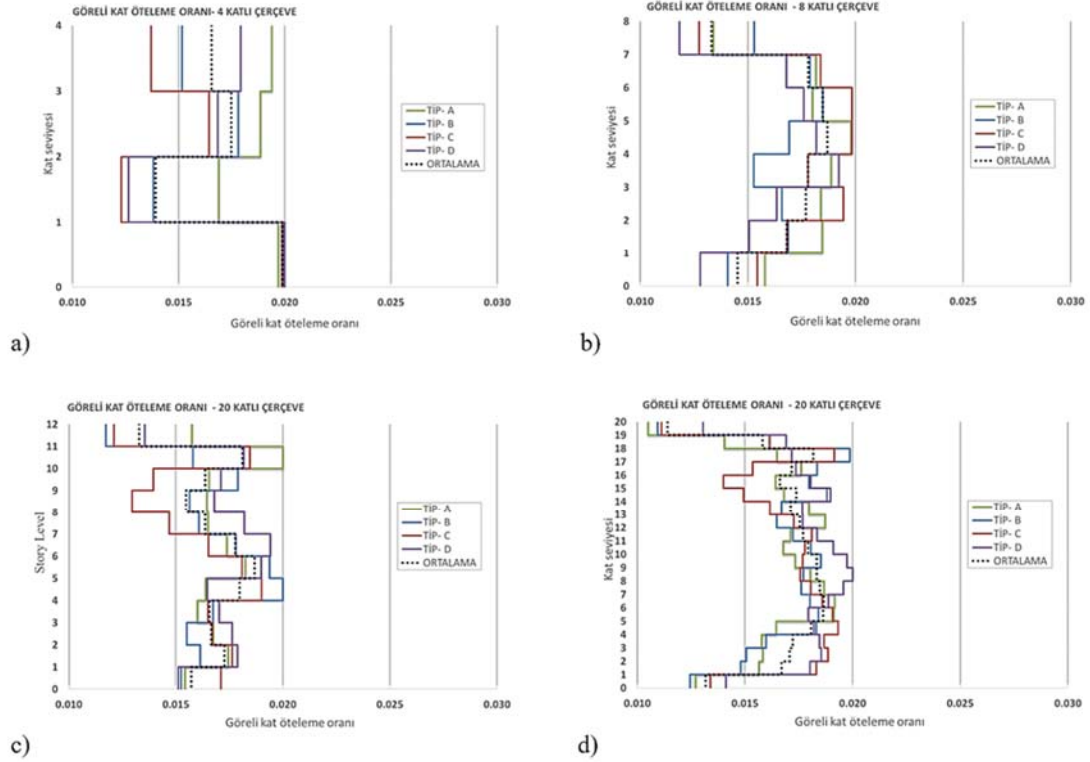 GÖRELİ KAT ÖTELEME ORANI- 4 KATLI ÇERÇEVE
4
3
2
1
0
Kat seviyesi
0.010 0.015 0.020 0.025 0.030
Göreli kat öteleme oranı
TİP- A
TİP- B
TİP- C
TİP- D
ORTALAMA
a)
GÖRELİ KAT ÖTELEME ORANI - 8 KATLI ÇERÇEVE
8
7
6
5
4
3
2
1
0
Kat seviyesi
0.010 0.015 0.020 0.025 0.030
Göreli kat öteleme oranı
TİP- A
TİP- B
TİP- C
TİP- D
ORTALAMA
b)
GÖRELİ KAT ÖTELEME ORANI - 20 KATLI ÇERÇEVE
12
11
10
9
8
7
6
5
4
3
2
1
0
Story Level
0.010 0.015 0.020 0.025 0.030
Göreli kat öteleme oranı
TİP- A
TİP- B
TİP- C
TİP- D
ORTALAMA
c)
GÖRELİ KAT ÖTELEME ORANI - 20 KATLI ÇERÇEVE
20
19
18
17
16
15
14
13
12
11
10
9
8
7
6
5
4
3
2
1
0
Kat seviyesi
0.010 0.015 0.020 0.025 0.030
Göreli kat öteleme oranı
TİP- A
TİP- B
TİP- C
TİP- D
ORTALAMA
d)